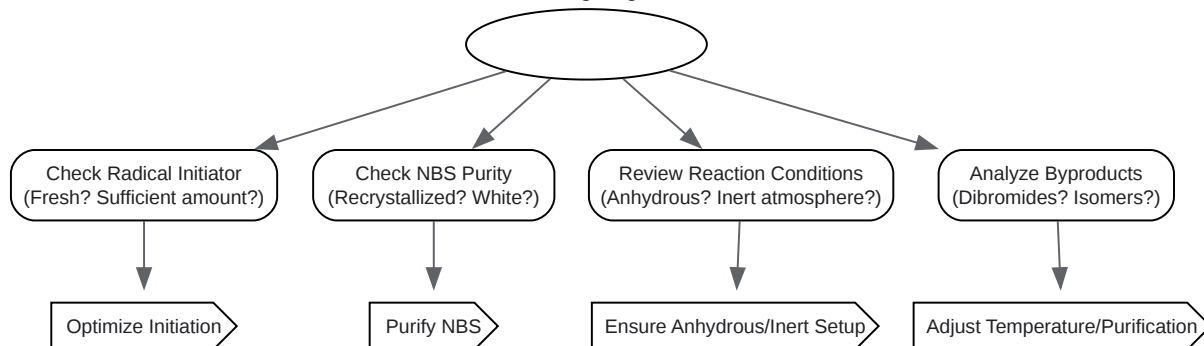 Check Radical Initiator
(Fresh? Sufficient amount?)
Check NBS Purity
(Recrystallized? White?)
Review Reaction Conditions
(Anhydrous? Inert atmosphere?)
Analyze Byproducts
(Dibromides? Isomers?)
Optimize Initiation
Purify NBS
Ensure Anhydrous/Inert Setup
Adjust Temperature/Purification